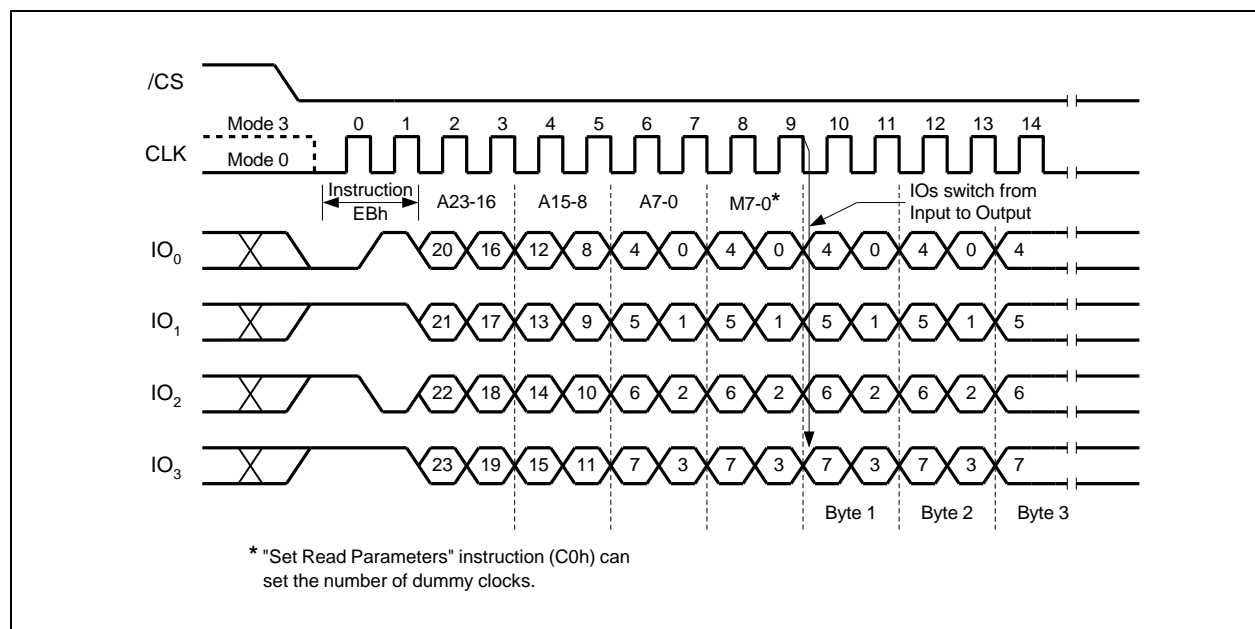 /CS
Mode 3
0 1 2 3 4 5 6 7 8 9 10 11 12 13 14
CLK
Mode 0
Instruction
EBh
A23-16 A15-8 A7-0 M7-0*
IOs switch from
Input to Output
IO0 20 16 12 8 4 0 4 0 4 0 4 0 4
IO1 21 17 13 9 5 1 5 1 5 1 5 1 5
IO2 22 18 14 10 6 2 6 2 6 2 6 2 6
IO3 23 19 15 11 7 3 7 3 7 3 7 3 7
Byte 1 Byte 2 Byte 3
* "Set Read Parameters" instruction (C0h) can
set the number of dummy clocks.